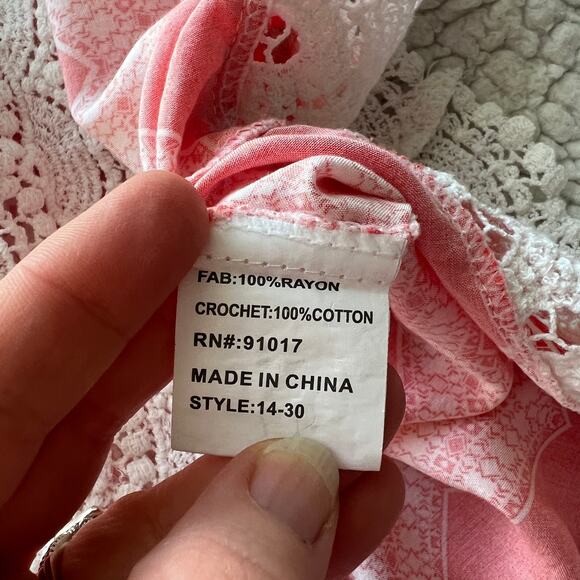 FAB:100%RAYON
CROCHET:100%COTTON
RN#:91017
MADE IN CHINA
STYLE:14-30